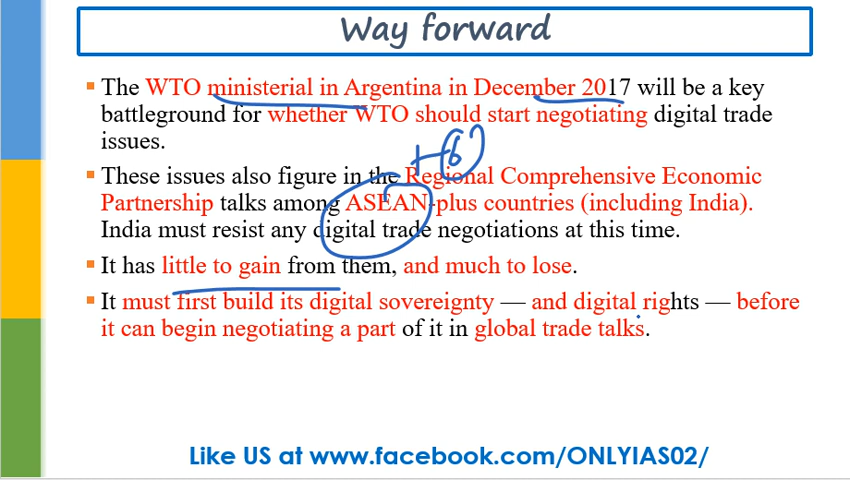 Way forward
The WTO ministerial in Argentina in December 2017 will be a key
battleground for whether WTO should start negotiating digital trade
issues.
+6
These issues also figure in the Regional Comprehensive Economic
Partnership talks among ASEAN-plus countries (including India).
India must resist any digital trade negotiations at this time.
It has little to gain from them, and much to lose.
It must first build its digital sovereignty — and digital rights — before
it can begin negotiating a part of it in global trade talks.
Like US at www.facebook.com/ONLYIAS02/